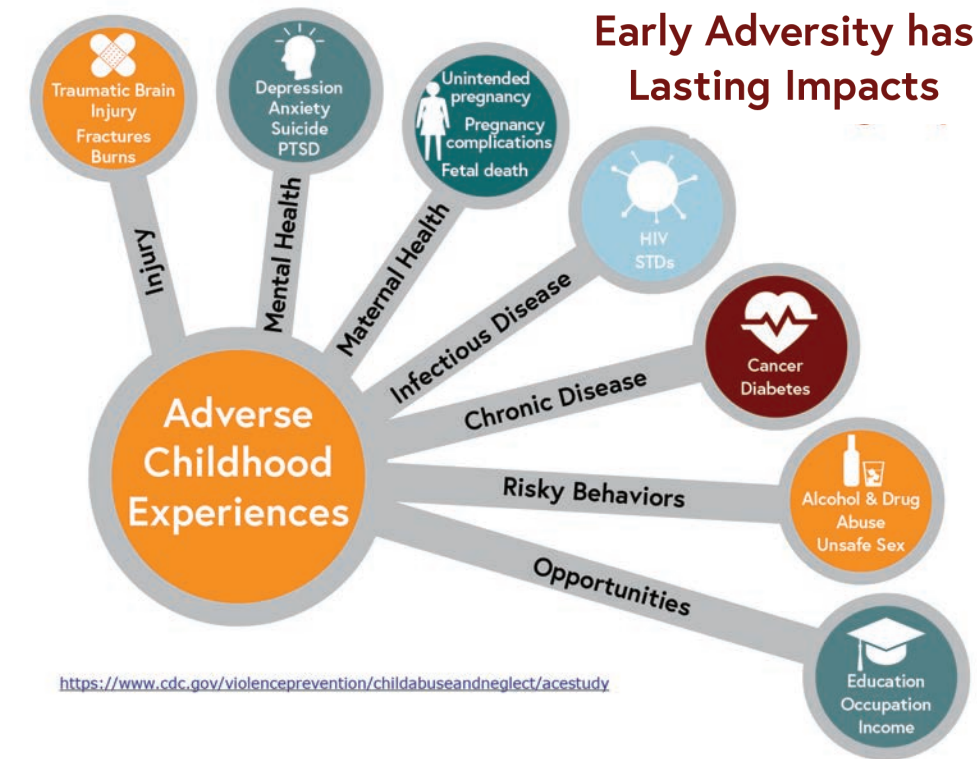 Early Adversity has
Lasting Impacts
Traumatic Brain
Injury
Fractures
Burns
Injury
Depression
Anxiety
Suicide
PTSD
Mental Health
Unintended
pregnancy
Pregnancy
complications
Fetal death
Maternal Health
HIV
STDs
Infectious Disease
Cancer
Diabetes
Chronic Disease
Alcohol & Drug
Abuse
Unsafe Sex
Risky Behaviors
Education
Occupation
Income
Opportunities
Adverse
Childhood
Experiences
https://www.cdc.gov/violenceprevention/childabuseandneglect/acestudy